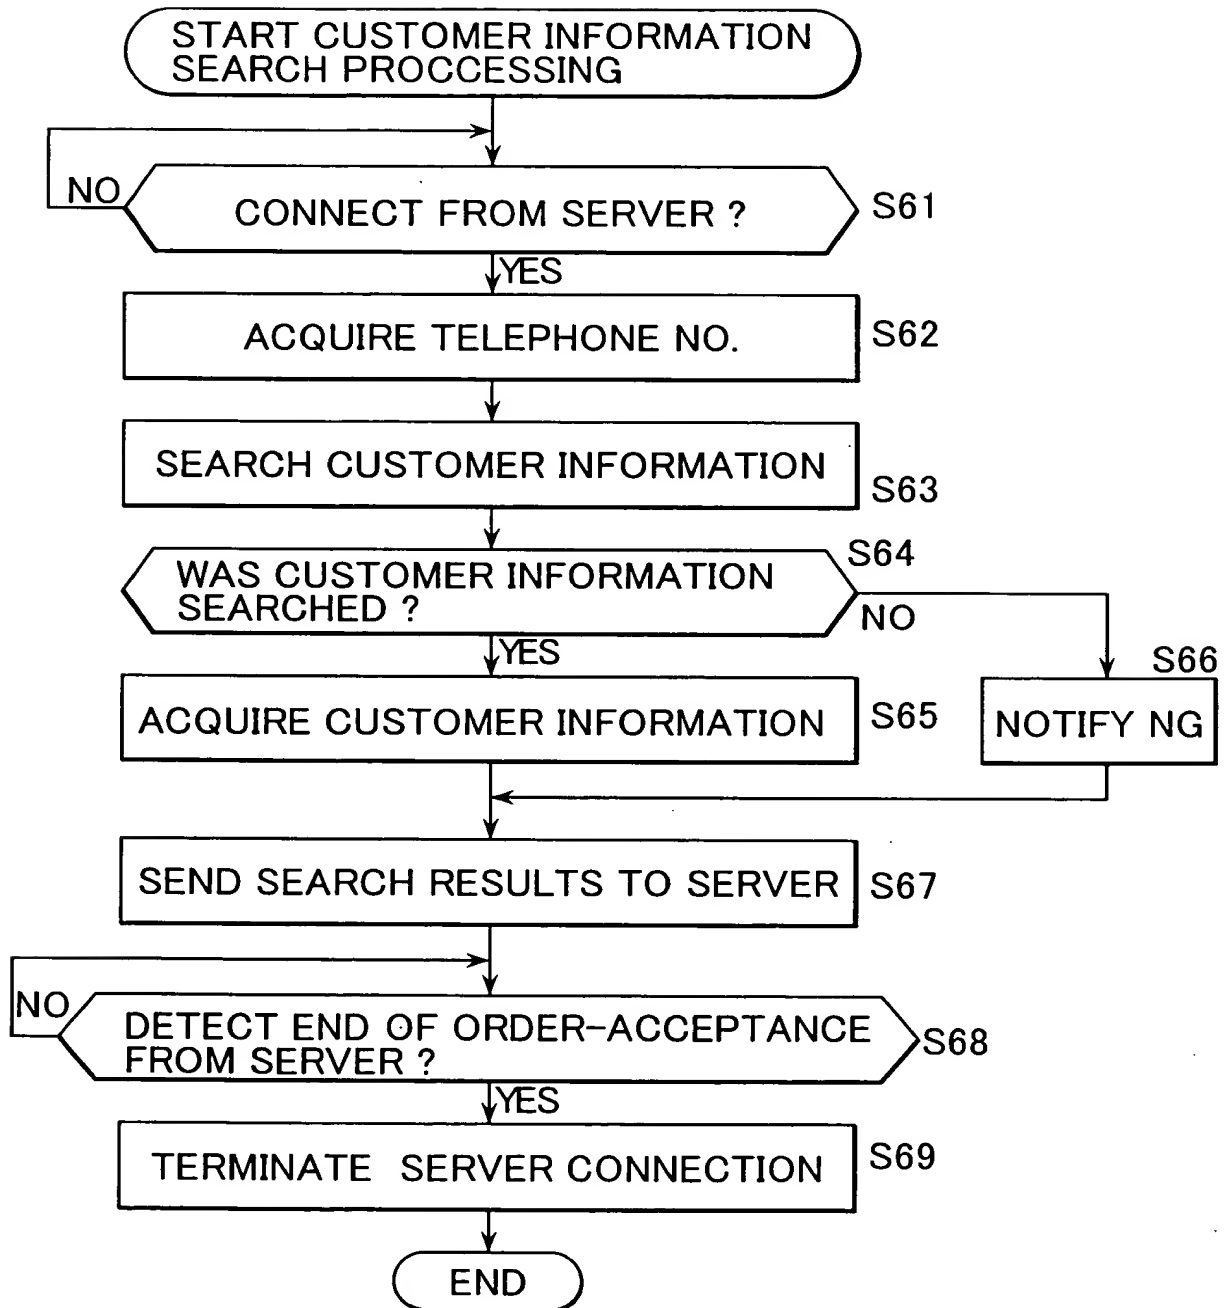 START CUSTOMER INFORMATION
SEARCH PROCCESSING
NO
CONNECT FROM SERVER ?
S61
YES
ACQUIRE TELEPHONE NO.
S62
SEARCH CUSTOMER INFORMATION
S63
S64
WAS CUSTOMER INFORMATION
SEARCHED ?
NO
YES
S66
ACQUIRE CUSTOMER INFORMATION
S65
NOTIFY NG
SEND SEARCH RESULTS TO SERVER
S67
NO
DETECT END OF ORDER-ACCEPTANCE
FROM SERVER ?
S68
YES
TERMINATE SERVER CONNECTION
S69
END